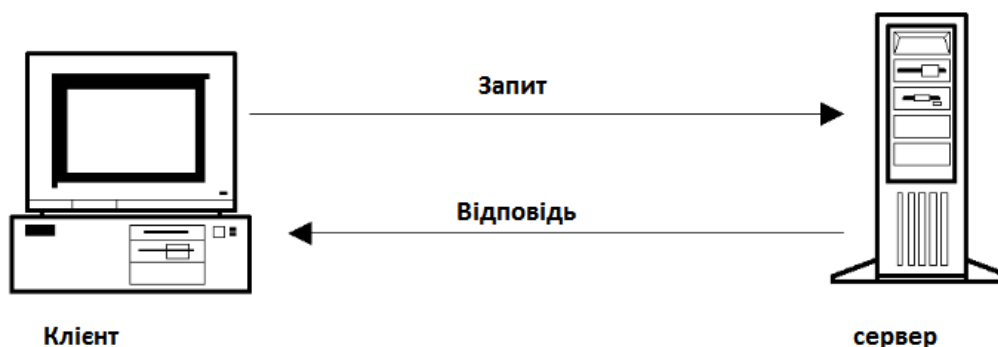 Запит
Відповідь
Клієнт
сервер